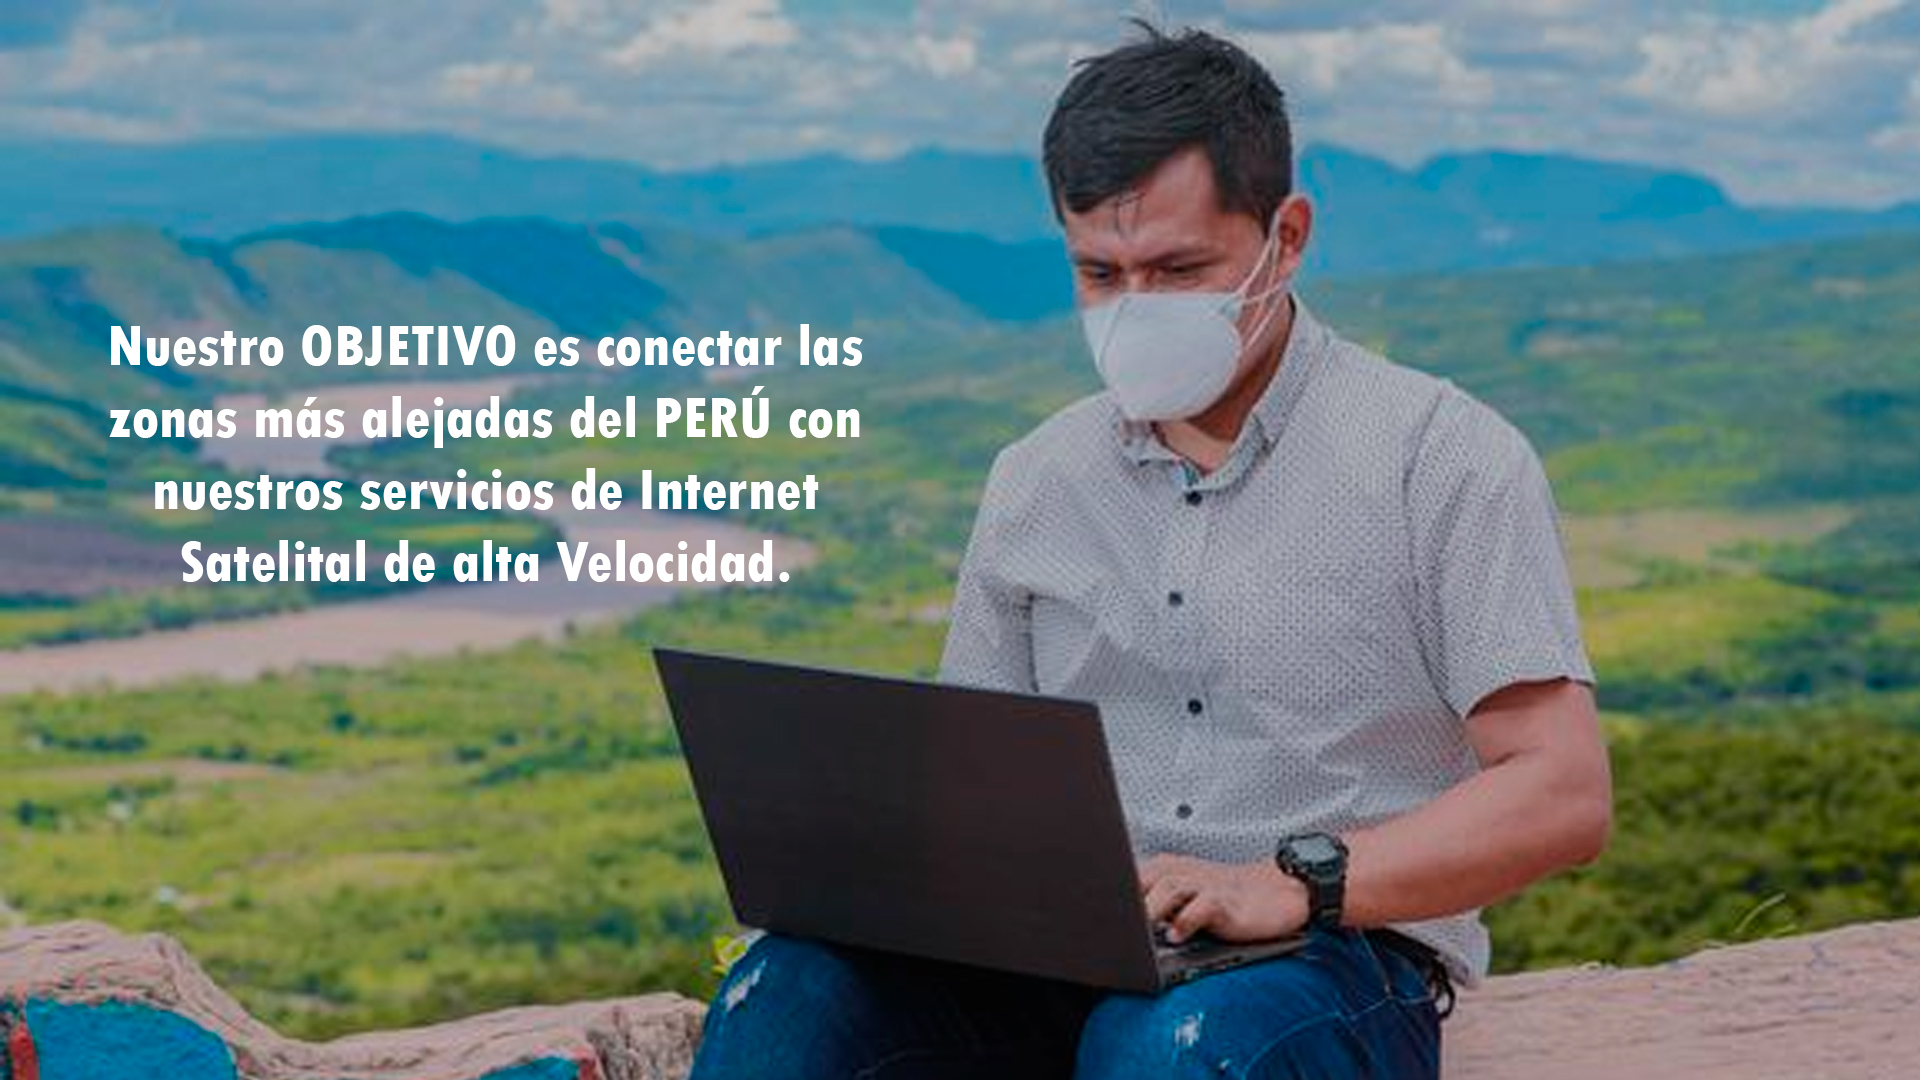 Nuestro OBJETIVO es conectar las
zonas más alejadas del PERÚ con
nuestros servicios de Internet
Satelital de alta Velocidad.